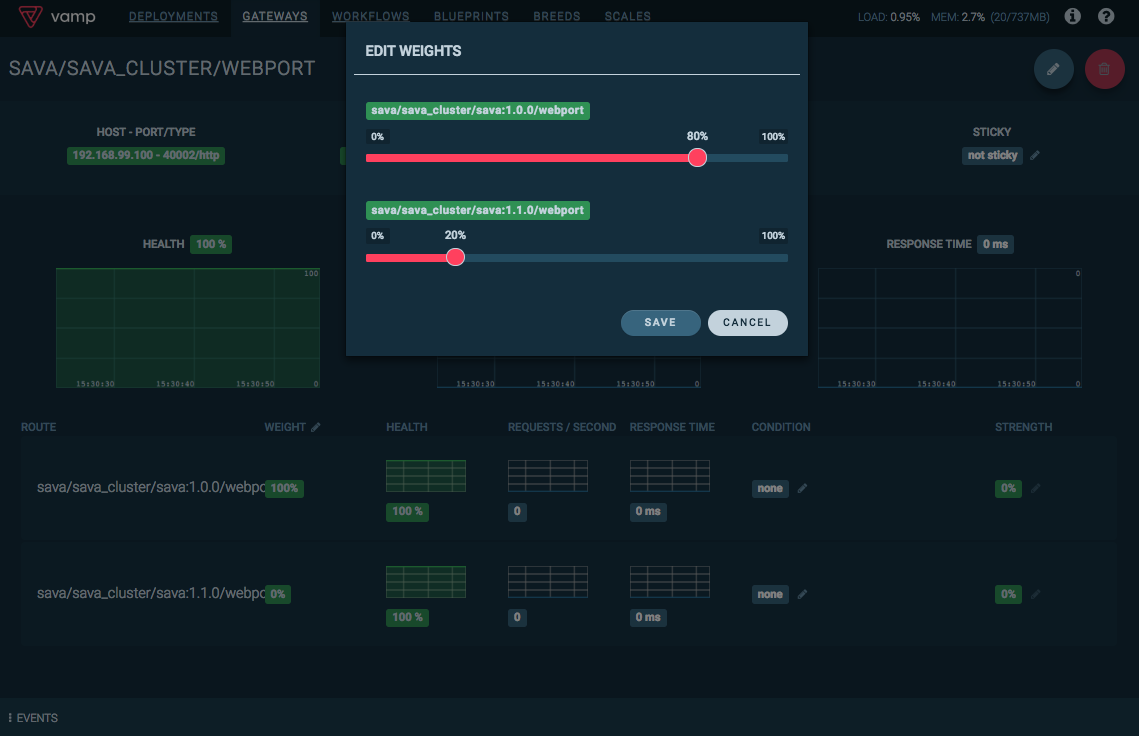 vamp DEPLOYMENTS GATEWAYS WORKFLOWS BLUEPRINTS BREEDS SCALES LOAD: 0.95% MEM: 2.7% (20/737MB) i ?
SAVA/SAVA_CLUSTER/WEBPORT
EDIT WEIGHTS
sava/sava_cluster/sava:1.0.0/webport
0% 80% 100%
sava/sava_cluster/sava:1.1.0/webport
0% 20% 100%
SAVE CANCEL
HOST - PORT/TYPE STICKY
192.168.99.100 - 40002/http not sticky
HEALTH 100 % RESPONSE TIME 0 ms
100 0
15:30:30 15:30:40 15:30:50 0 15:30:30 15:30:40 15:30:50 0 15:30:30 15:30:40 15:30:50 0
ROUTE WEIGHT HEALTH REQUESTS / SECOND RESPONSE TIME CONDITION STRENGTH
sava/sava_cluster/sava:1.0.0/webpo 100% none 0%
100 % 0 0 ms
sava/sava_cluster/sava:1.1.0/webpo 0% none 0%
100 % 0 0 ms
EVENTS